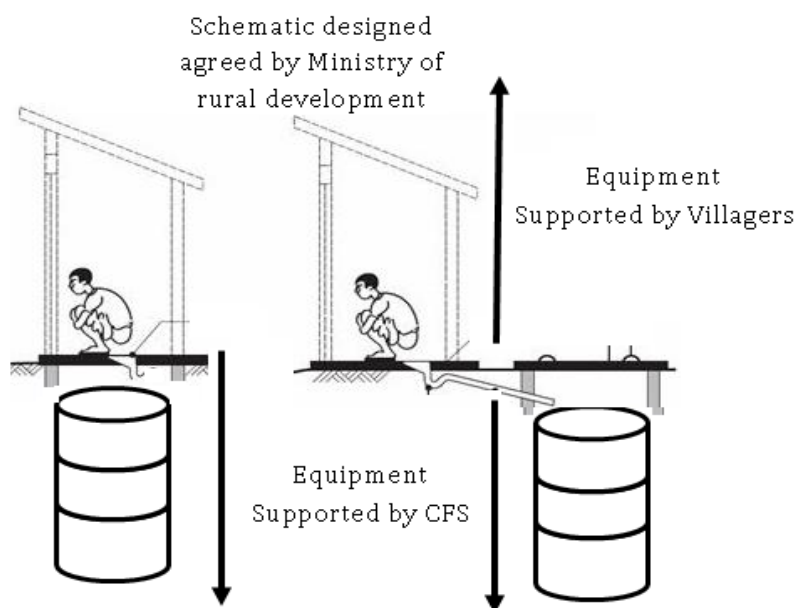 Schematic designed
agreed by Ministry of
rural development
Equipment
Supported by Villagers
Equipment
Supported by CFS